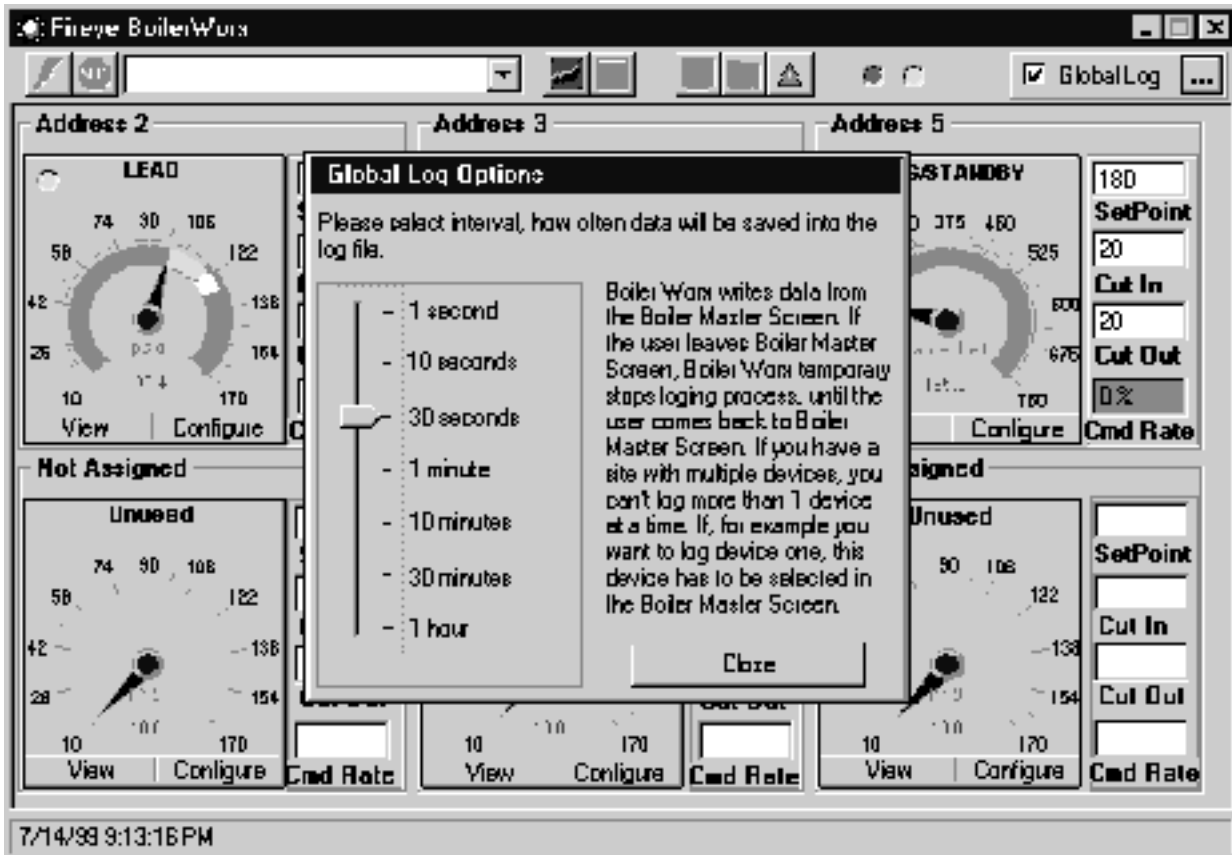 Fireye BoilerWorx
GlobalLog ...
Address 2
Address 3
Address 5
LEAD
74 90 106
58 122
42 138
26 154
10 170
View Configure
Global Log Options
Please select interval, how often data will be saved into the
log file.
1 second
10 seconds
30 seconds
1 minute
10 minutes
30 minutes
1 hour
Boiler Worx writes data from
the Boiler Master Screen. If
the user leaves Boiler Master
Screen, Boiler Worx temporary
stops loging process, until the
user comes back to Boiler
Master Screen. If you have a
site with multiple devices, you
can't log more than 1 device
at a time. If, for example you
want to log device one, this
device has to be selected in
the Boiler Master Screen.
Close
/STANDBY
375 450
525
600
675
760
Configure
180
SetPoint
20
Cut In
20
Cut Out
0 %
Cmd Rate
Not Assigned
Unused
74 90 106
58 122
42 138
26 154
10 170
View Configure
Cmd Rate
10 170
View Configure
Cut Out
Cmd Rate
signed
Unused
90 106
122
138
154
10 170
View Configure
SetPoint
Cut In
Cut Out
Cmd Rate
7/14/99 9:13:16 PM